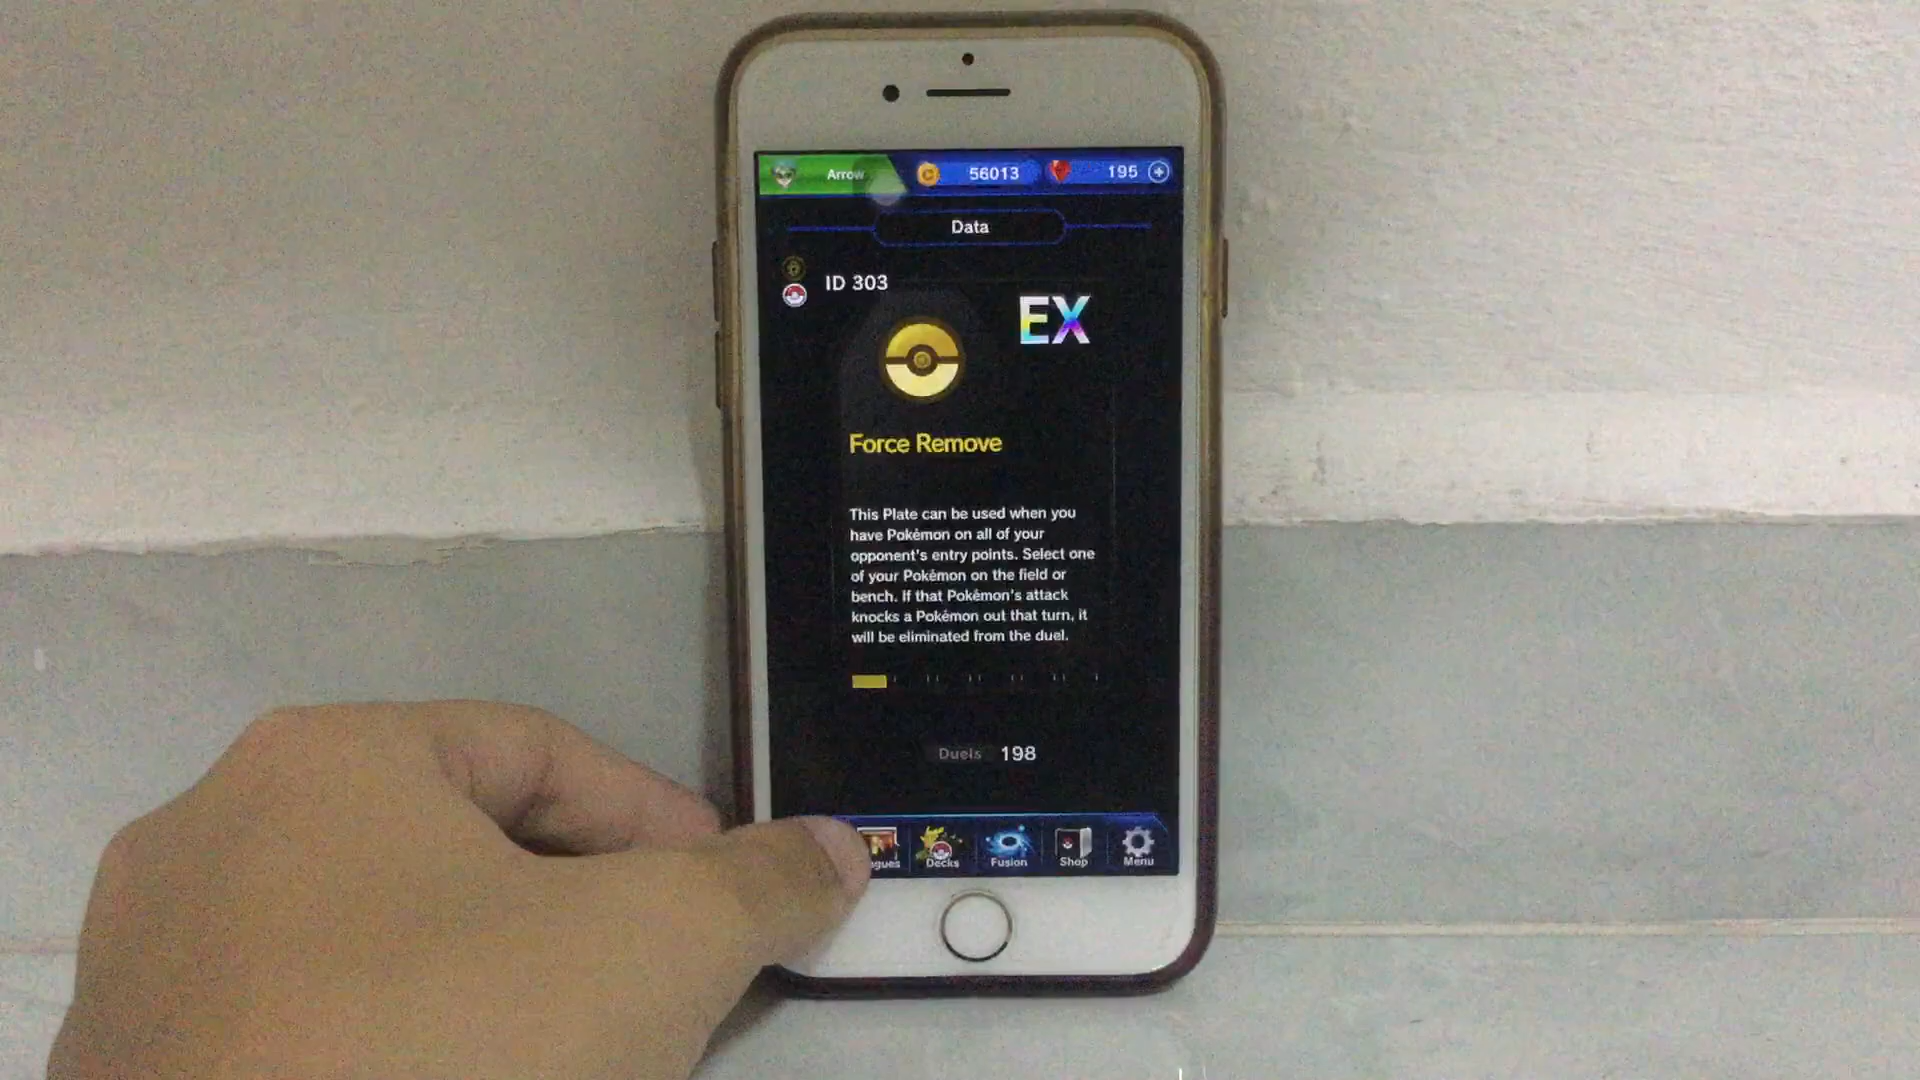 Arrow 56013 195
Data
ID 303
EX
Force Remove
This Plate can be used when you
have Pokémon on all of your
opponent's entry points. Select one
of your Pokémon on the field or
bench. If that Pokémon's attack
knocks a Pokémon out that turn, it
will be eliminated from the duel.
Duels 198
agues Decks Fusion Shop Menu